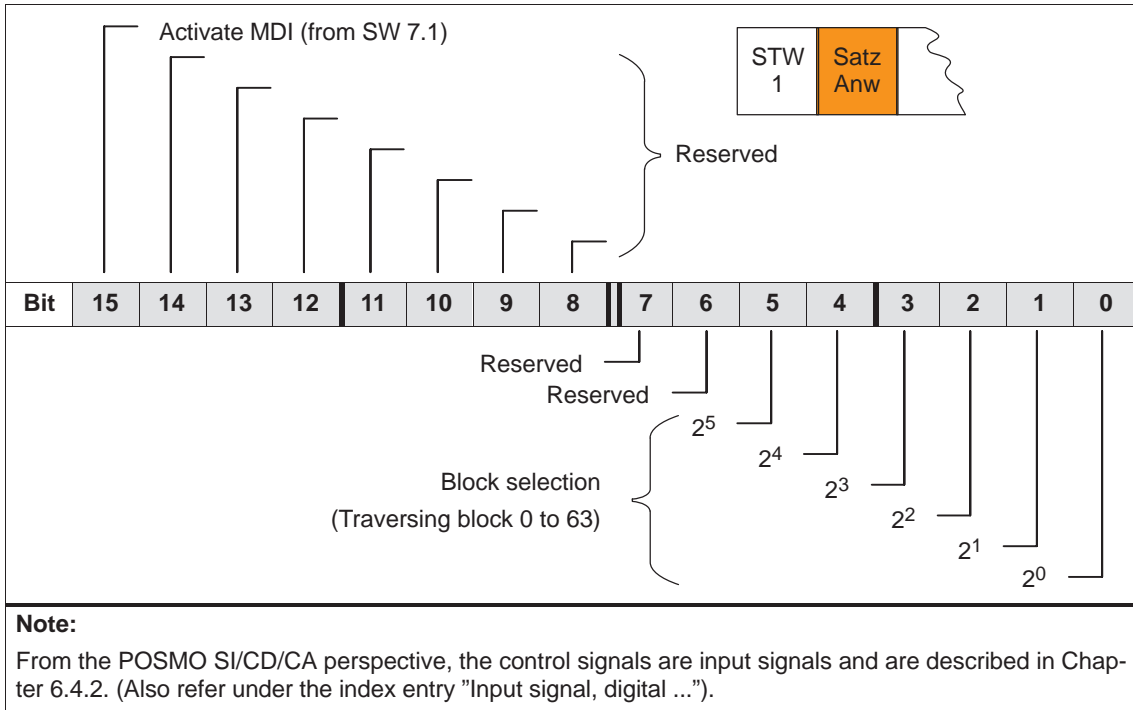 Activate MDI (from SW 7.1)
STW
1
Satz
Anw
Reserved
Bit 15 14 13 12 11 10 9 8 7 6 5 4 3 2 1 0
Reserved
Reserved
2⁵
2⁴
Block selection
2³
(Traversing block 0 to 63)
2²
2¹
2⁰
Note:
From the POSMO SI/CD/CA perspective, the control signals are input signals and are described in Chap-
ter 6.4.2. (Also refer under the index entry ”Input signal, digital ...”).